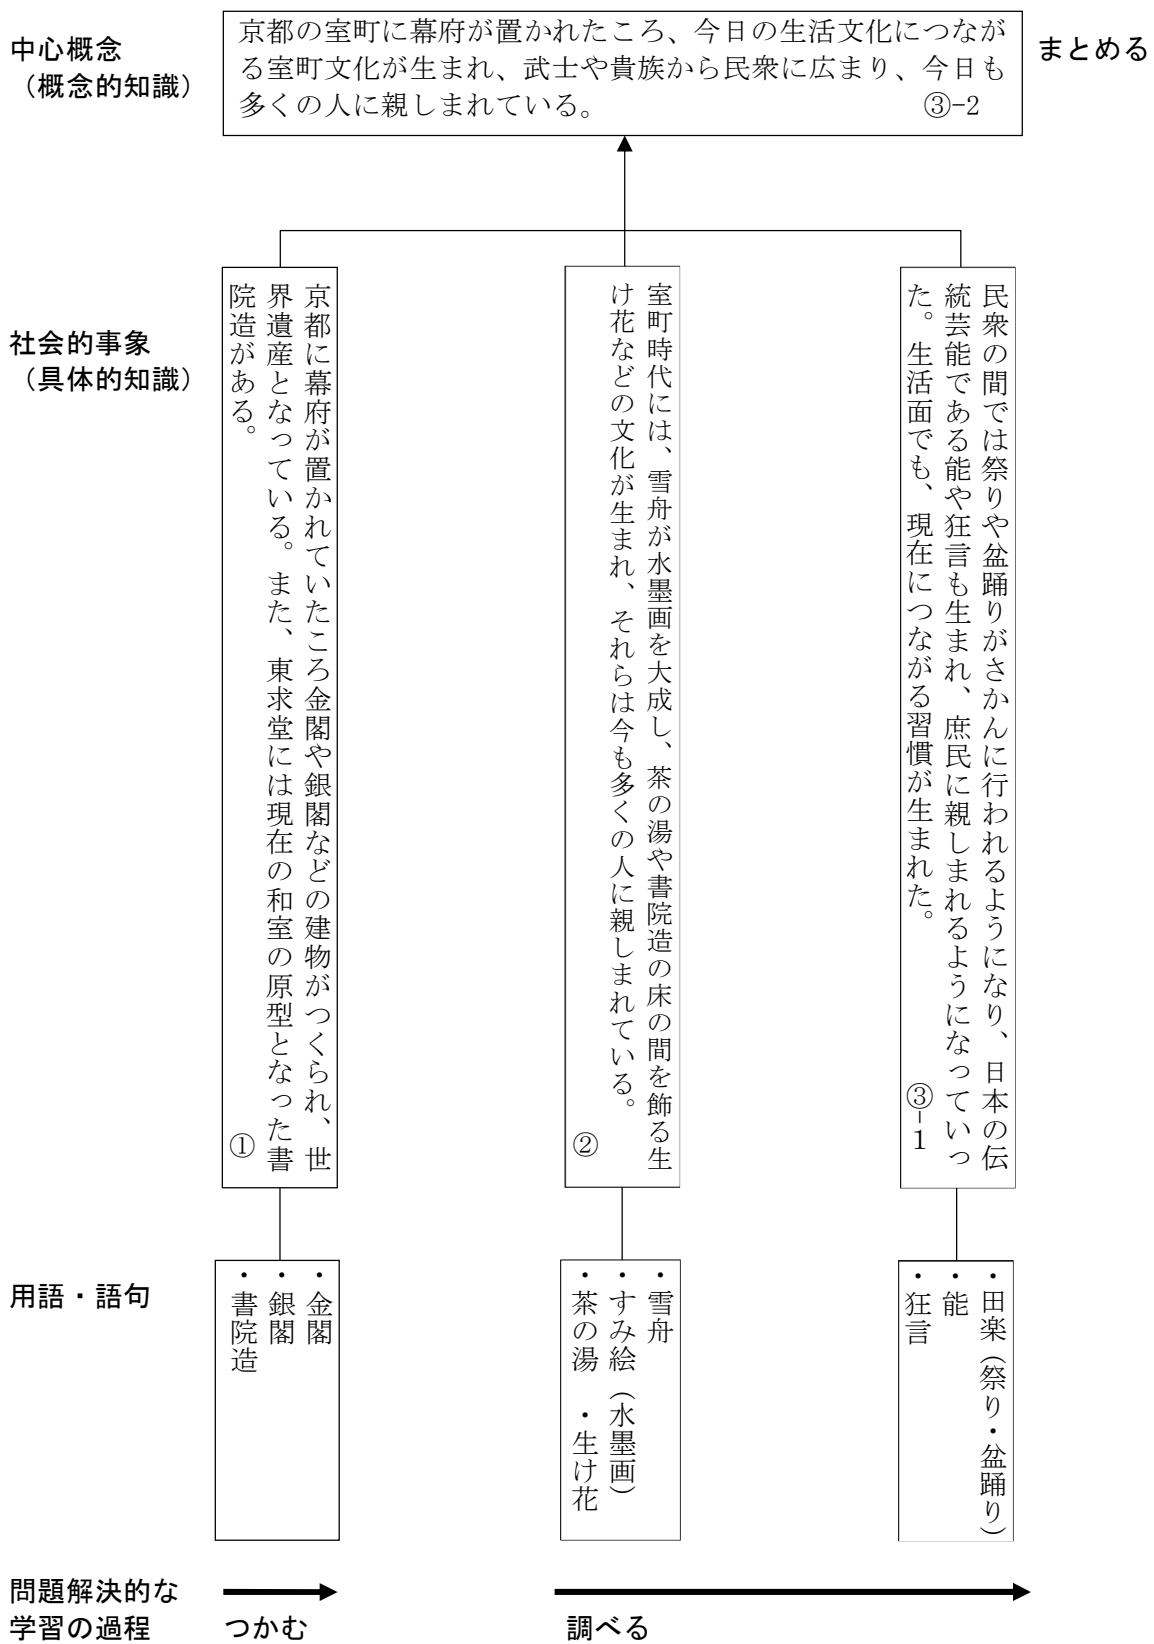 中心概念
（概念的知識）
京都の室町に幕府が置かれたころ、今日の生活文化につなが
る室町文化が生まれ、武士や貴族から民衆に広まり、今日も
多くの人に親しまれている。 ③-2
まとめる
社会的事象
（具体的知識）
京都に幕府が置かれていたころ金閣や銀閣などの建物がつくられ、世
界遺産となっている。また、東求堂には現在の和室の原型となった書
院造がある。 ①
室町時代には、雪舟が水墨画を大成し、茶の湯や書院造の床の間を飾る生
け花などの文化が生まれ、それらは今も多くの人に親しまれている。
②
民衆の間では祭りや盆踊りがさかんに行われるようになり、日本の伝
統芸能である能や狂言も生まれ、庶民に親しまれるようになっていっ
た。生活面でも、現在につながる習慣が生まれた。 ③-1
用語・語句
・金閣
・銀閣
・書院造
・雪舟
・すみ絵（水墨画）
・茶の湯 ・生け花
・田楽（祭り・盆踊り）
・能
・狂言
問題解決的な
学習の過程
つかむ
調べる